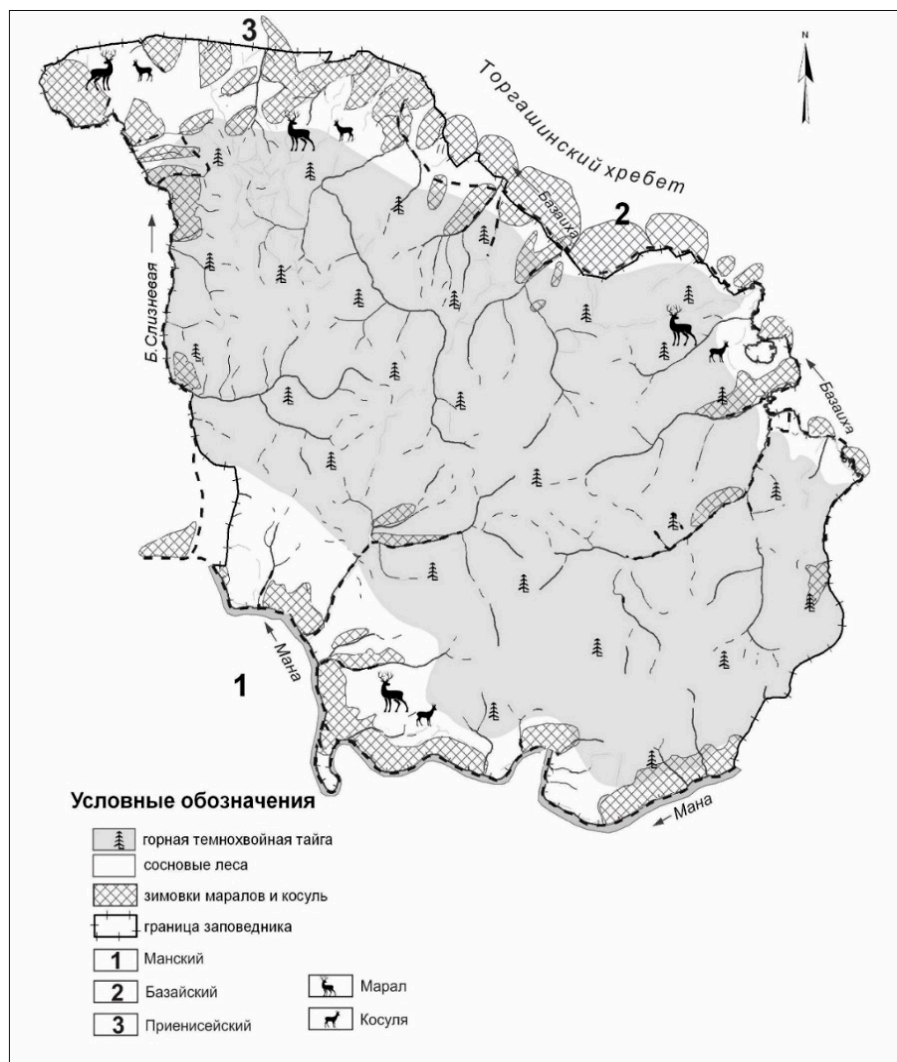 3
N
Торгашинский хребет
Базаиха
2
Б.Слизневая
Базаиха
Мана
1
Мана
Условные обозначения
горная темнохвойная тайга
сосновые леса
зимовки маралов и косуль
граница заповедника
1 Манский
2 Базайский
3 Приенисейский
Марал
Косуля